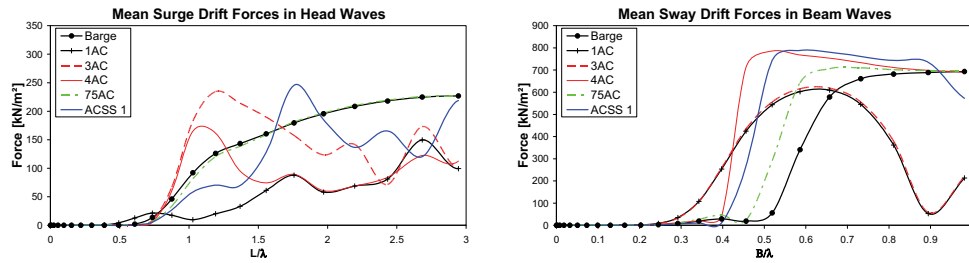 Mean Surge Drift Forces in Head Waves
Force [kN/m²]
350
300
250
200
150
100
50
0
0 0.5 1 1.5 2 2.5 3
L/λ
Barge
1AC
3AC
4AC
75AC
ACSS 1
Mean Sway Drift Forces in Beam Waves
Force [kN/m²]
900
800
700
600
500
400
300
200
100
0
0 0.1 0.2 0.3 0.4 0.5 0.6 0.7 0.8 0.9
B/λ
Barge
1AC
3AC
4AC
75AC
ACSS 1